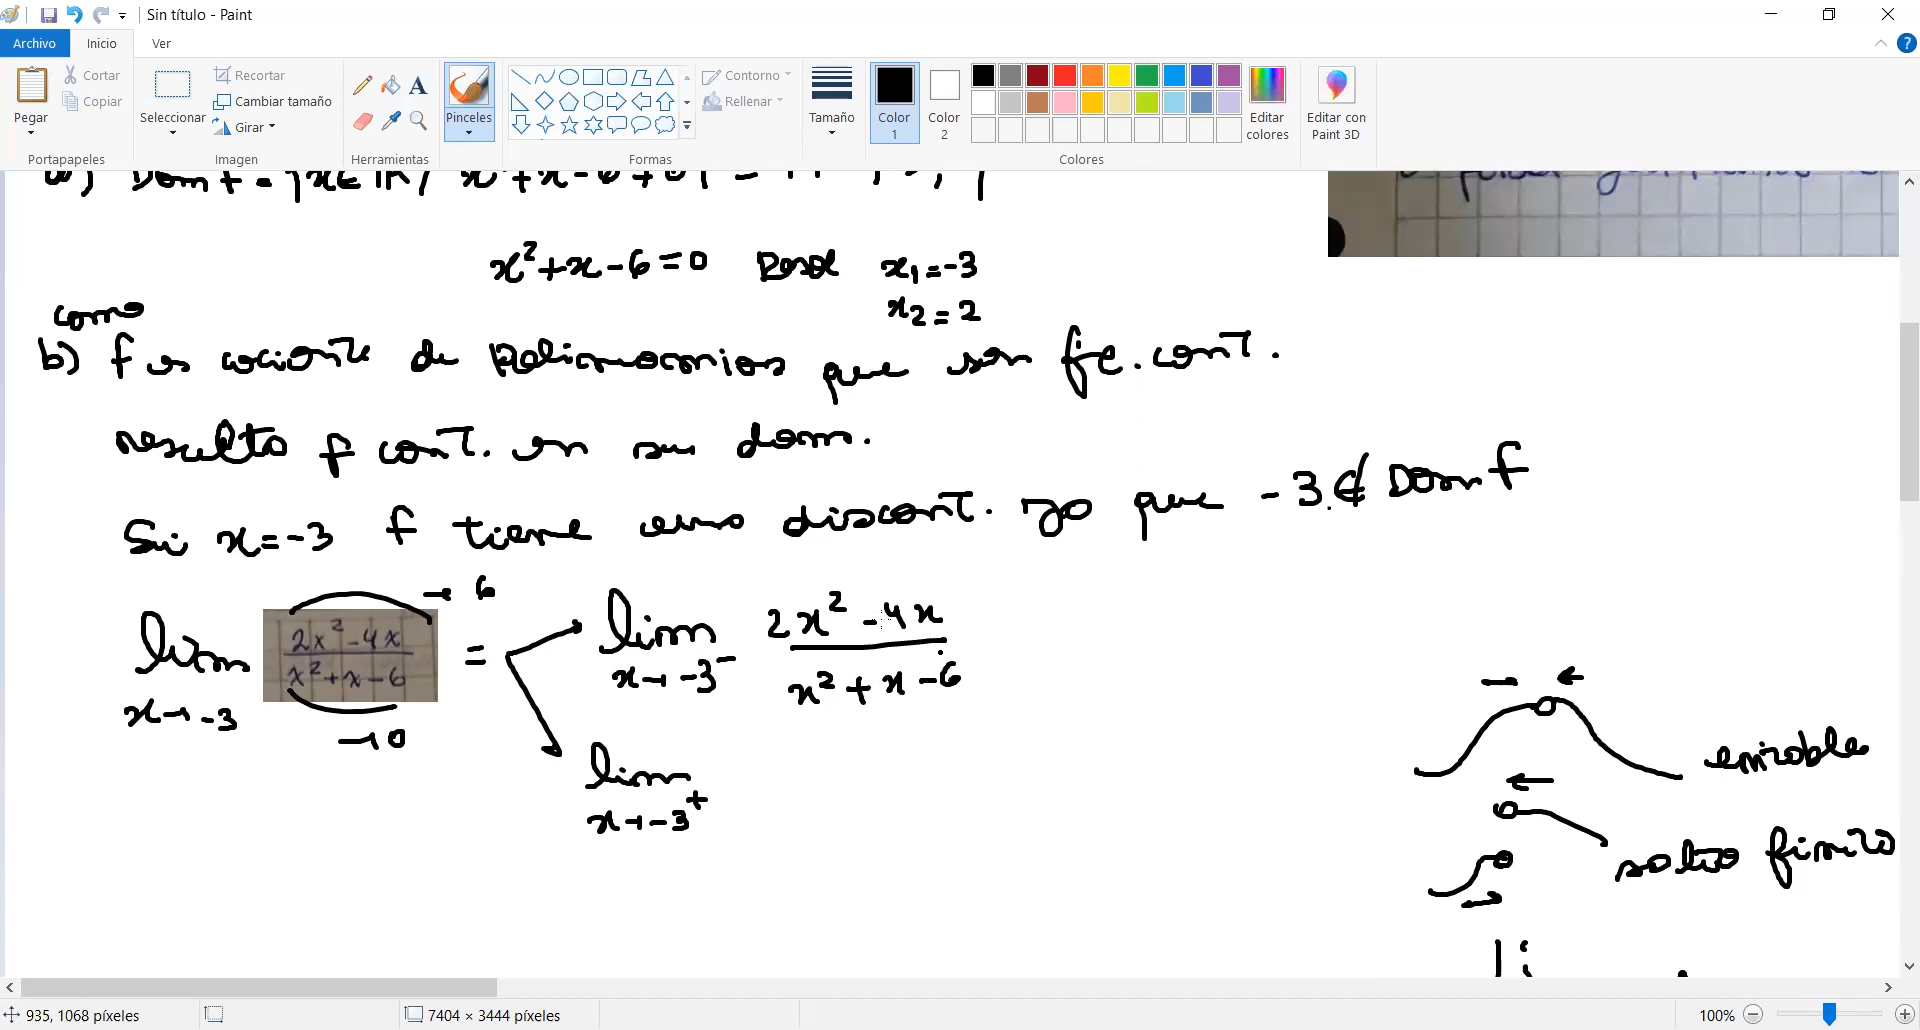 Sin título - Paint
Archivo Inicio Ver
Pegar
Cortar
Copiar
Portapapeles
Seleccionar
Recortar
Cambiar tamaño
Girar
Imagen
A
Herramientas
Pinceles
Contorno
Rellenar
Formas
Tamaño
Color 1
Color 2
Editar colores
Editar con Paint 3D
Colores
x²+x-6=0 x₁=-3
x₂=2
como
b) f es cociente de Polinomios que son fc. cont.
resulta f cont. en su dom.
Si x=-3 f tiene una discont. ya que -3 ∉ Dom f
lim x→-3 (2x²-4x)/(x²+x-6) =
→ 6
→ 0
lim x→-3⁻ (2x²-4x)/(x²+x-6)
lim x→-3⁺
evitable
salto finito
935, 1068 píxeles
7404 × 3444 píxeles
100%